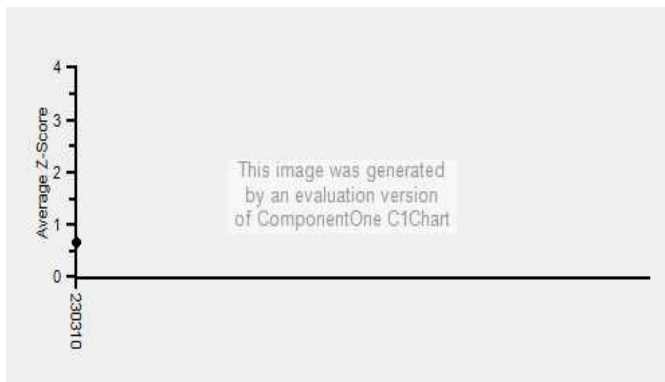 4
3
2
1
0
Average Z-Score
This image was generated
by an evaluation version
of ComponentOne C1Chart
230310